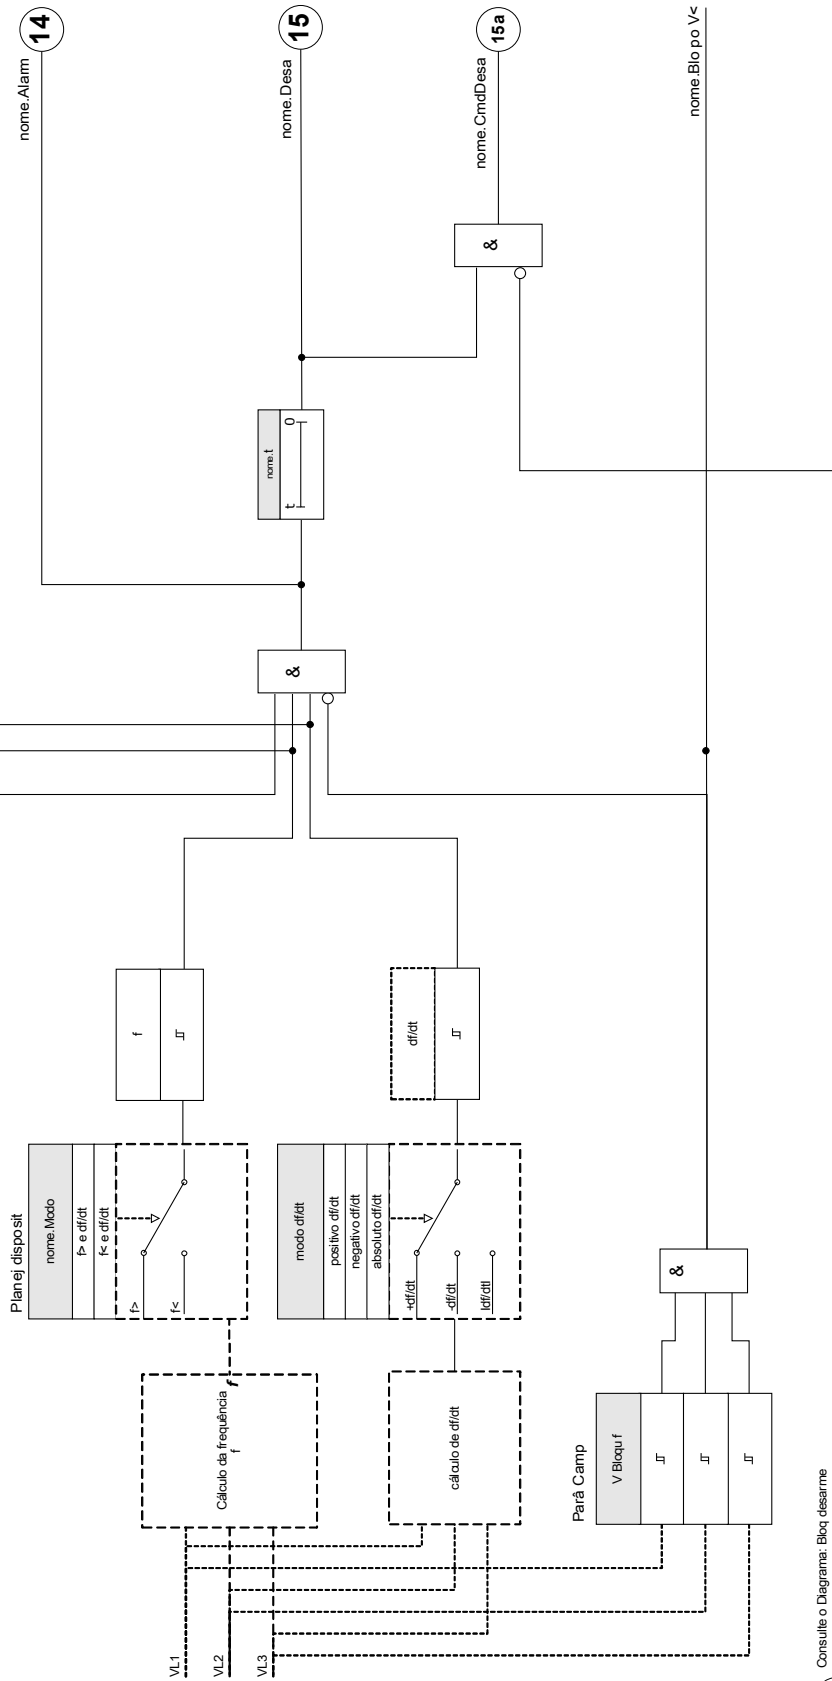 14
nome.Alarm
15
nome.Desa
15a
nome.CmdDesa
nome.Blo po V<
&
nome.t
t
0
&
f
df/dt
Planej disposit
nome.Modo
f> e df/dt
f< e df/dt
f>
f<
modo df/dt
positivo df/dt
negativo df/dt
absoluto df/dt
+df/dt
-df/dt
|df/dt|
Cálculo da frequência
f
f
cálculo de df/dt
&
Parâ Camp
V Bloqu f
VL1
VL2
VL3
Consulte o Diagrama: Bloq desarme